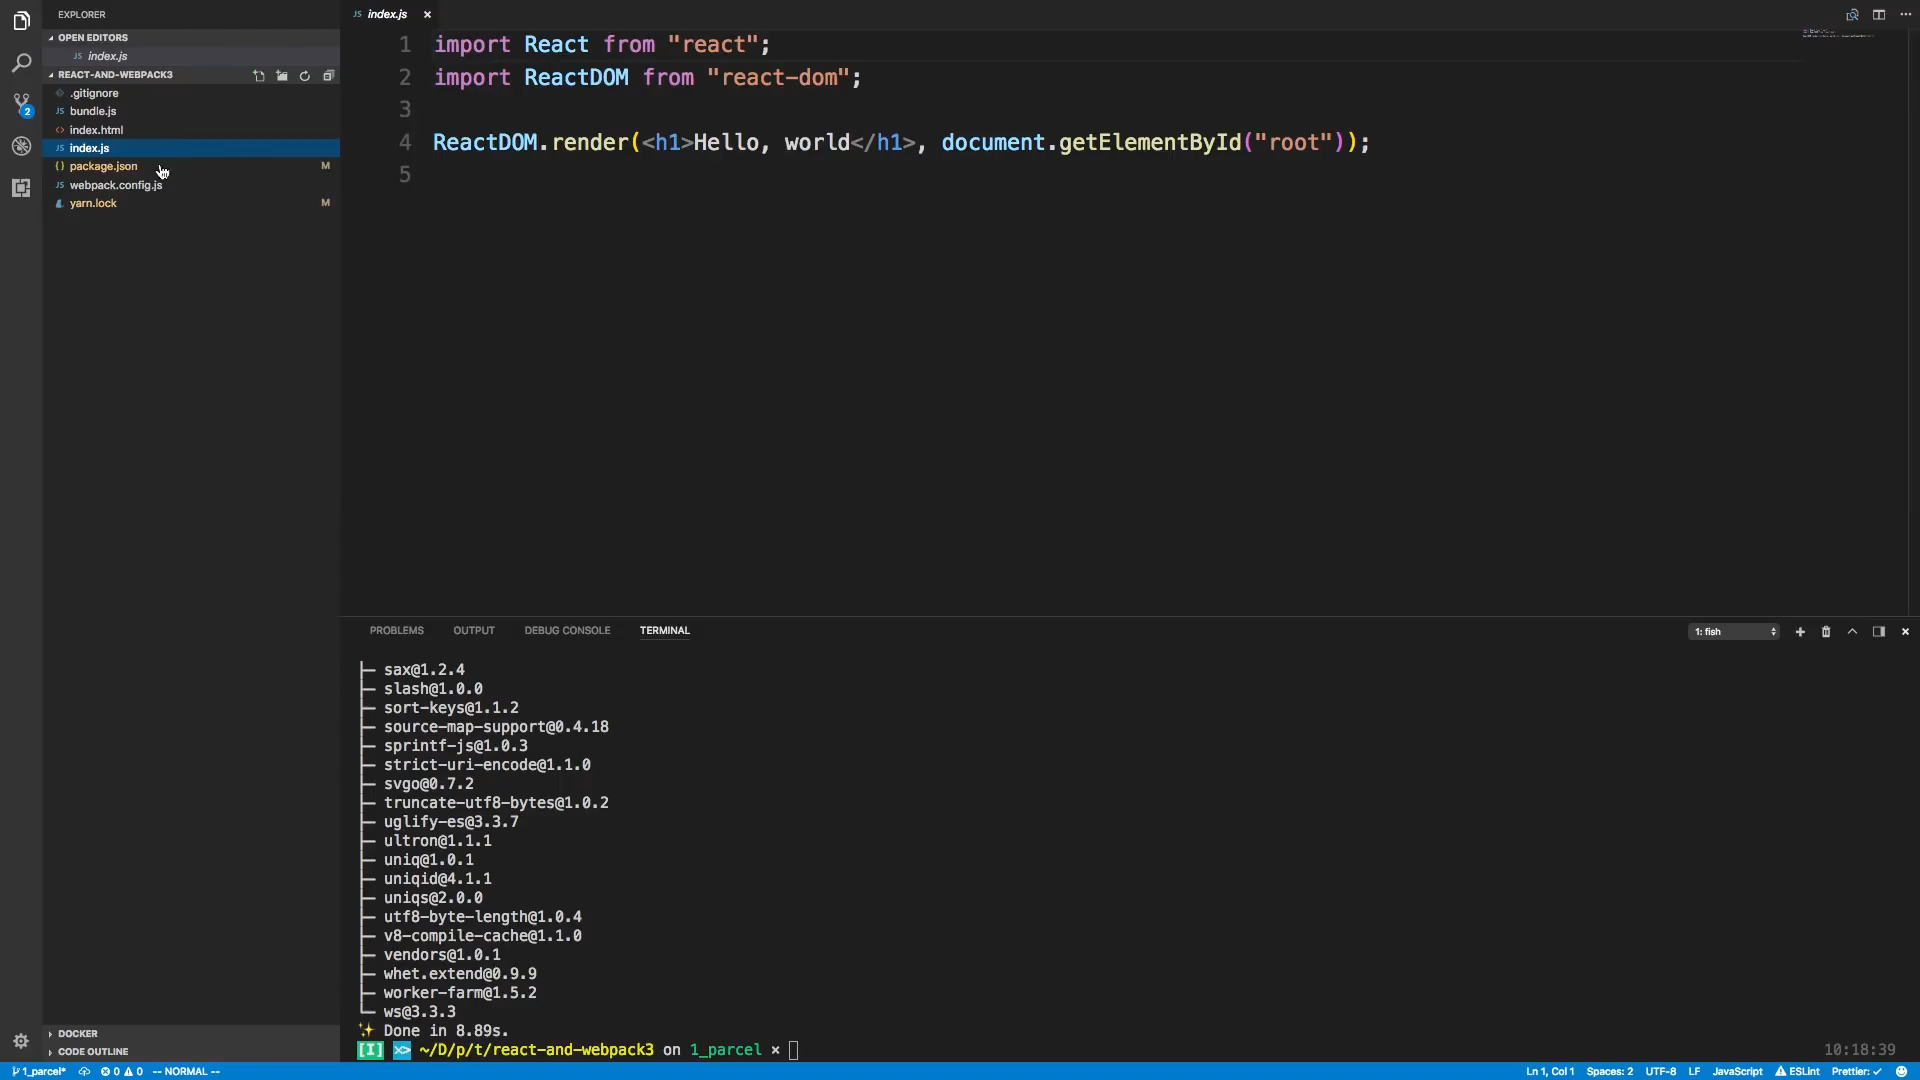 EXPLORER
OPEN EDITORS
JS index.js
REACT-AND-WEBPACK3
.gitignore
JS bundle.js
<> index.html
JS index.js
{} package.json M
JS webpack.config.js
yarn.lock M
DOCKER
CODE OUTLINE
2
JS index.js ×
1 import React from "react";
2 import ReactDOM from "react-dom";
3
4 ReactDOM.render(<h1>Hello, world</h1>, document.getElementById("root"));
5
PROBLEMS OUTPUT DEBUG CONSOLE TERMINAL 1: fish
├─ sax@1.2.4
├─ slash@1.0.0
├─ sort-keys@1.1.2
├─ source-map-support@0.4.18
├─ sprintf-js@1.0.3
├─ strict-uri-encode@1.1.0
├─ svgo@0.7.2
├─ truncate-utf8-bytes@1.0.2
├─ uglify-es@3.3.7
├─ ultron@1.1.1
├─ uniq@1.0.1
├─ uniqid@4.1.1
├─ uniqs@2.0.0
├─ utf8-byte-length@1.0.4
├─ v8-compile-cache@1.1.0
├─ vendors@1.0.1
├─ whet.extend@0.9.9
├─ worker-farm@1.5.2
└─ ws@3.3.3
✨ Done in 8.89s.
[I] ~/D/p/t/react-and-webpack3 on 1_parcel × 10:18:39
1_parcel* 0 0 -- NORMAL -- Ln 1, Col 1 Spaces: 2 UTF-8 LF JavaScript ESLint Prettier: ✓